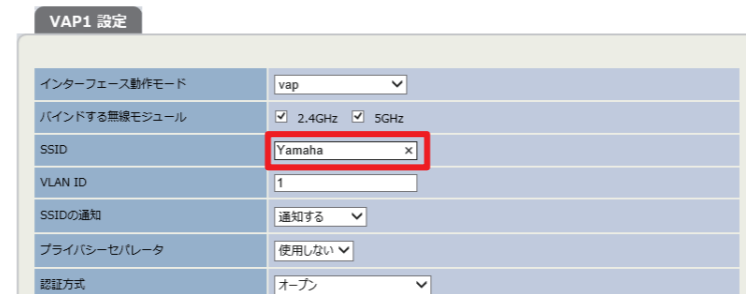 VAP1 設定
インターフェース動作モード vap
バインドする無線モジュール 2.4GHz 5GHz
SSID Yamaha ×
VLAN ID 1
SSIDの通知 通知する
プライバシーセパレータ 使用しない
認証方式 オープン